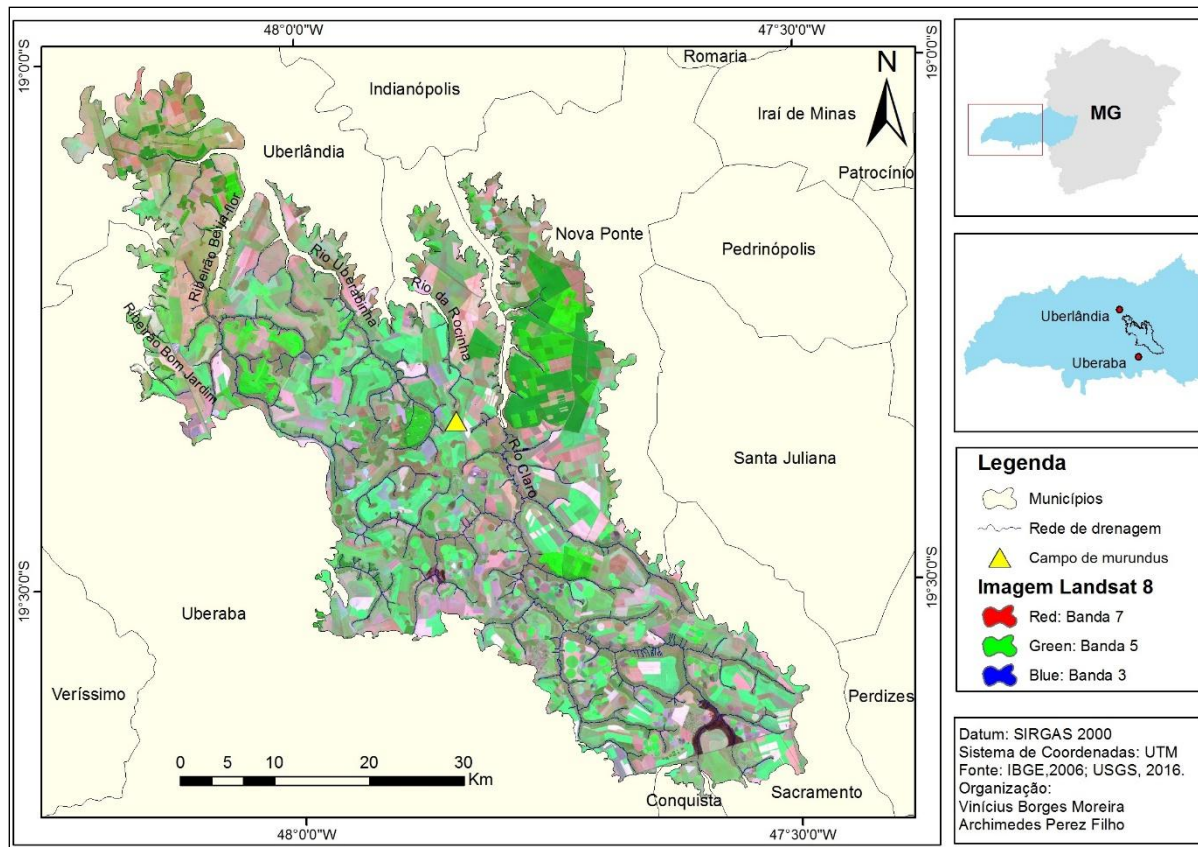 48°0'0"W
47°30'0"W
19°0'0"S
19°0'0"S
Romaria
N
Indianópolis
Iraí de Minas
Uberlândia
Patrocínio
Nova Ponte
Pedrinópolis
Ribeirão Beija-flor
Rio Uberabinha
Rio da Rocinha
Ribeirão Bom Jardim
Rio Claro
Santa Juliana
19°30'0"S
19°30'0"S
Uberaba
Veríssimo
Perdizes
0 5 10 20 30
Km
Conquista
Sacramento
48°0'0"W
47°30'0"W
MG
Uberlândia
Uberaba
Legenda
Municípios
Rede de drenagem
Campo de murundus
Imagem Landsat 8
Red: Banda 7
Green: Banda 5
Blue: Banda 3
Datum: SIRGAS 2000
Sistema de Coordenadas: UTM
Fonte: IBGE,2006; USGS, 2016.
Organização:
Vinícius Borges Moreira
Archimedes Perez Filho